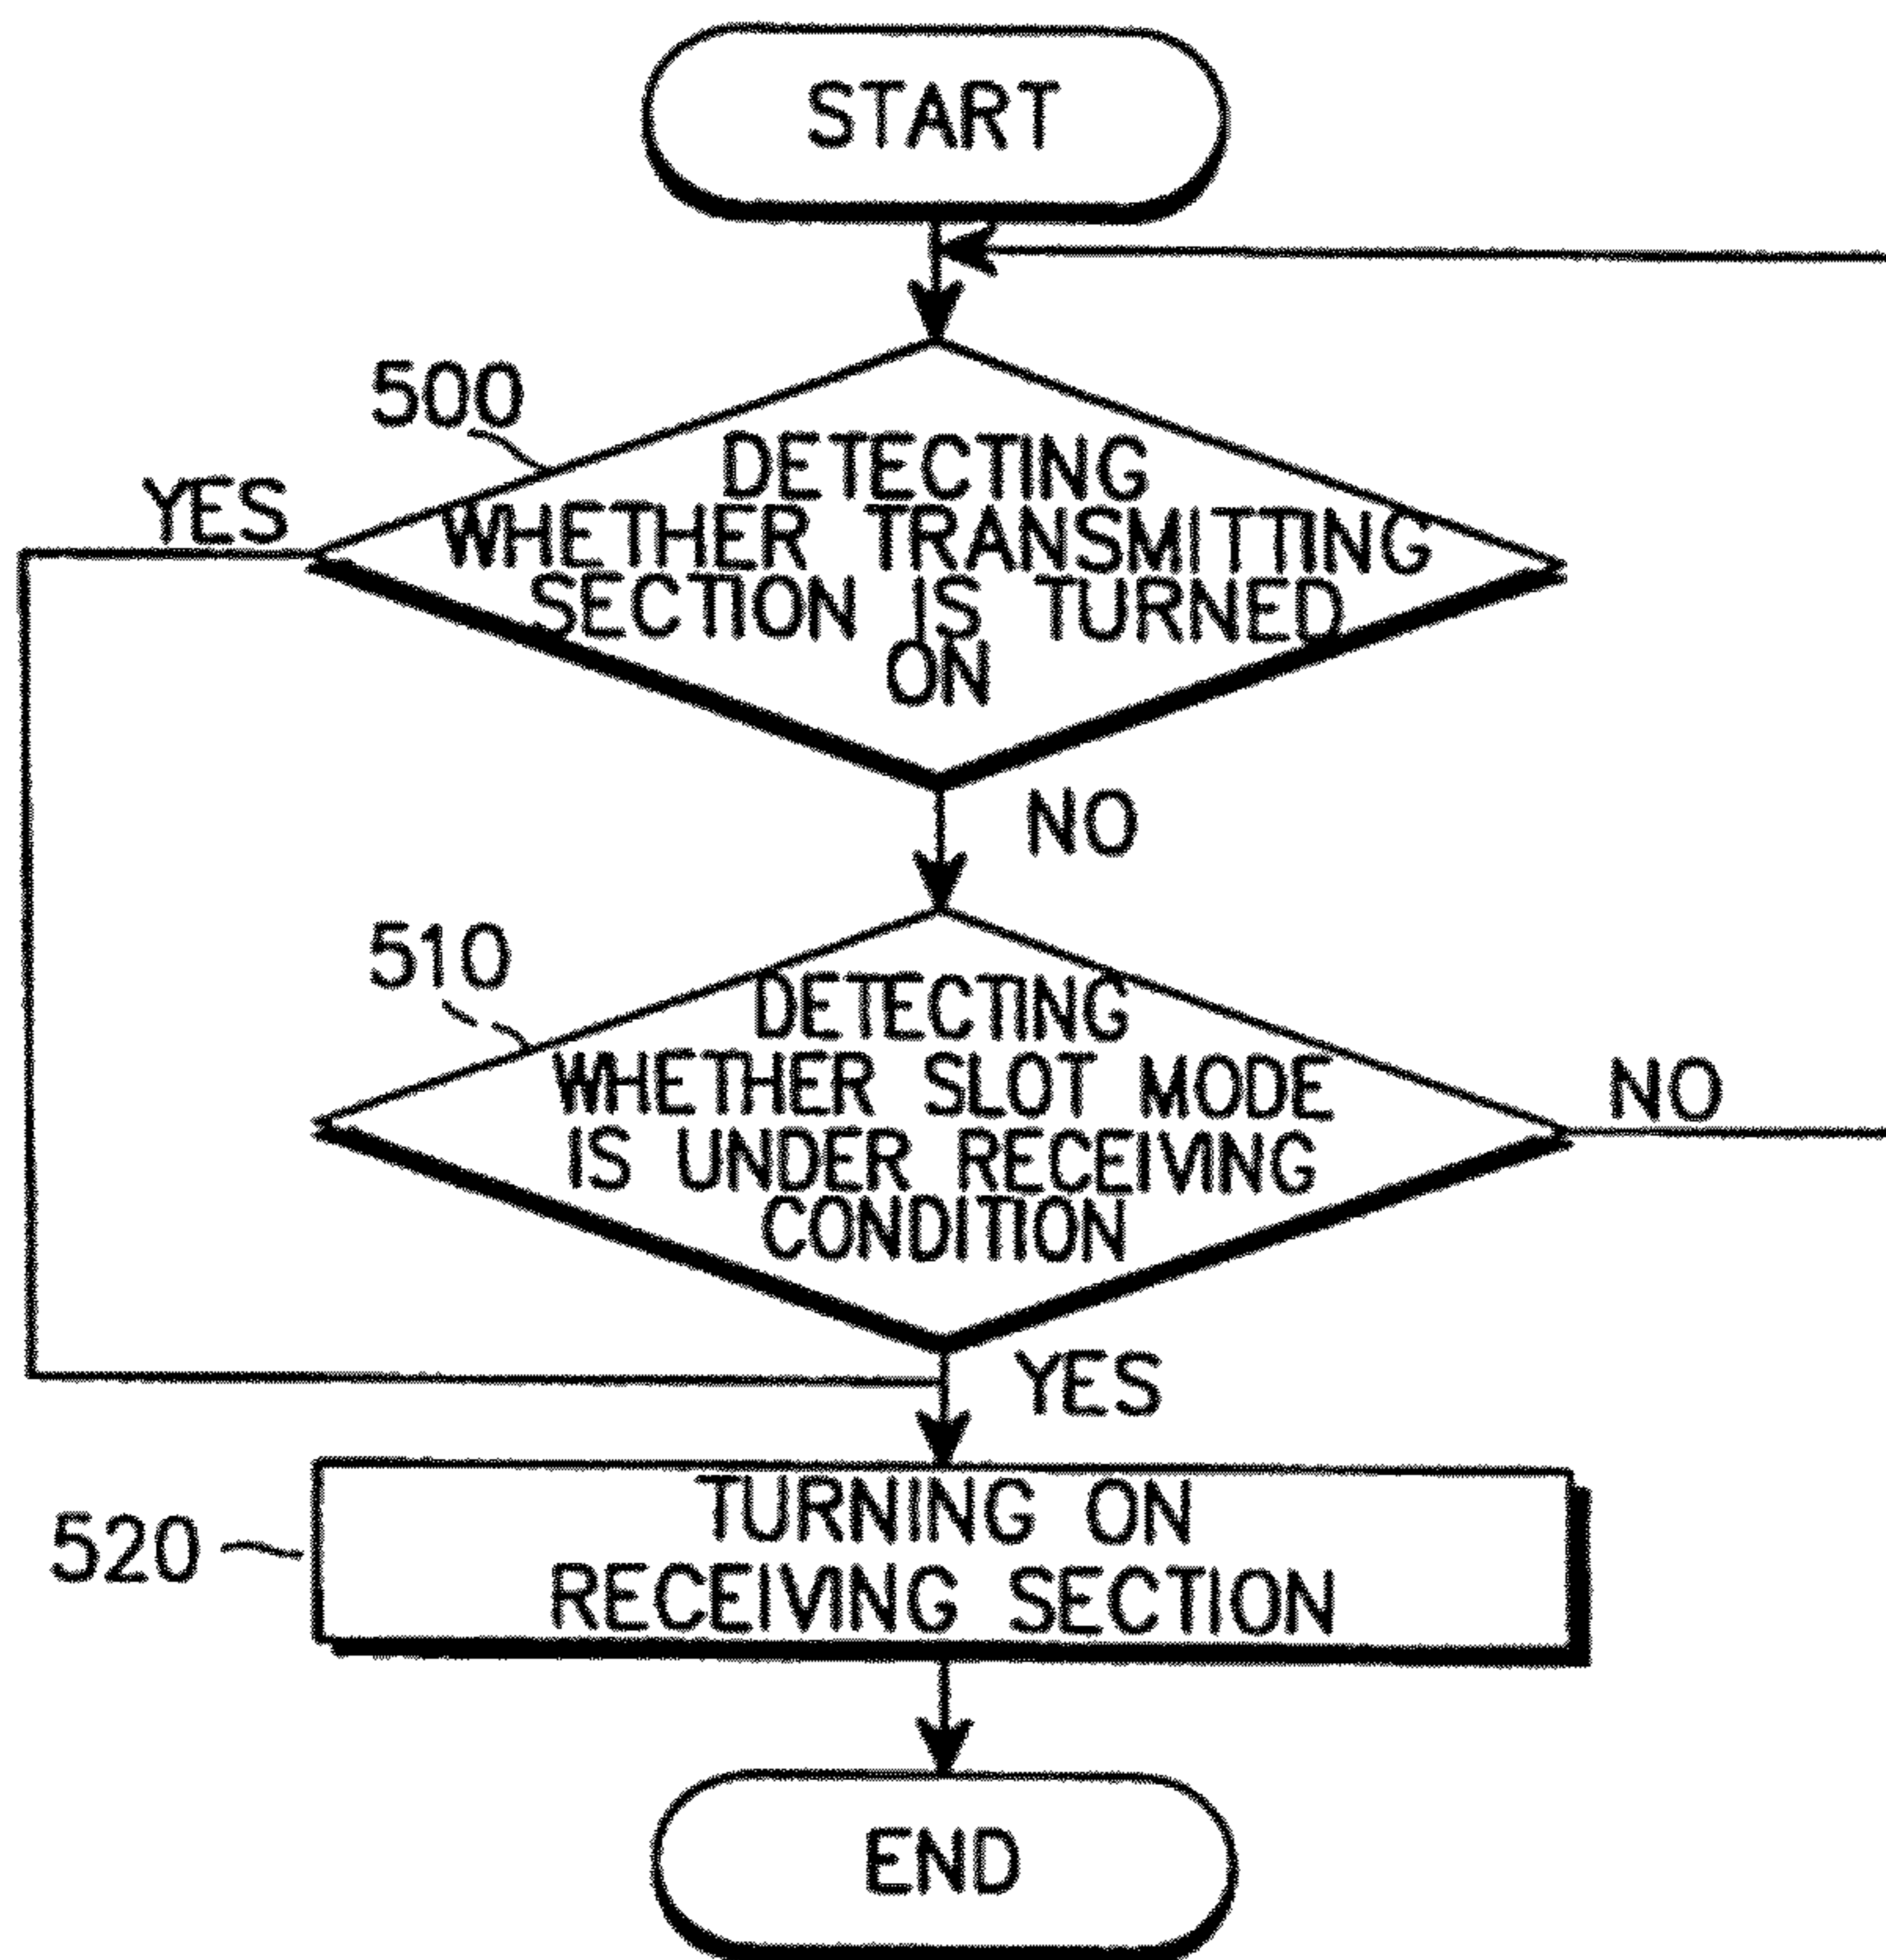 START
500
YES
DETECTING
WHETHER TRANSMITTING
SECTION IS TURNED
ON
NO
510
DETECTING
WHETHER SLOT MODE
IS UNDER RECEIVING
CONDITION
NO
YES
520
TURNING ON
RECEIVING SECTION
END